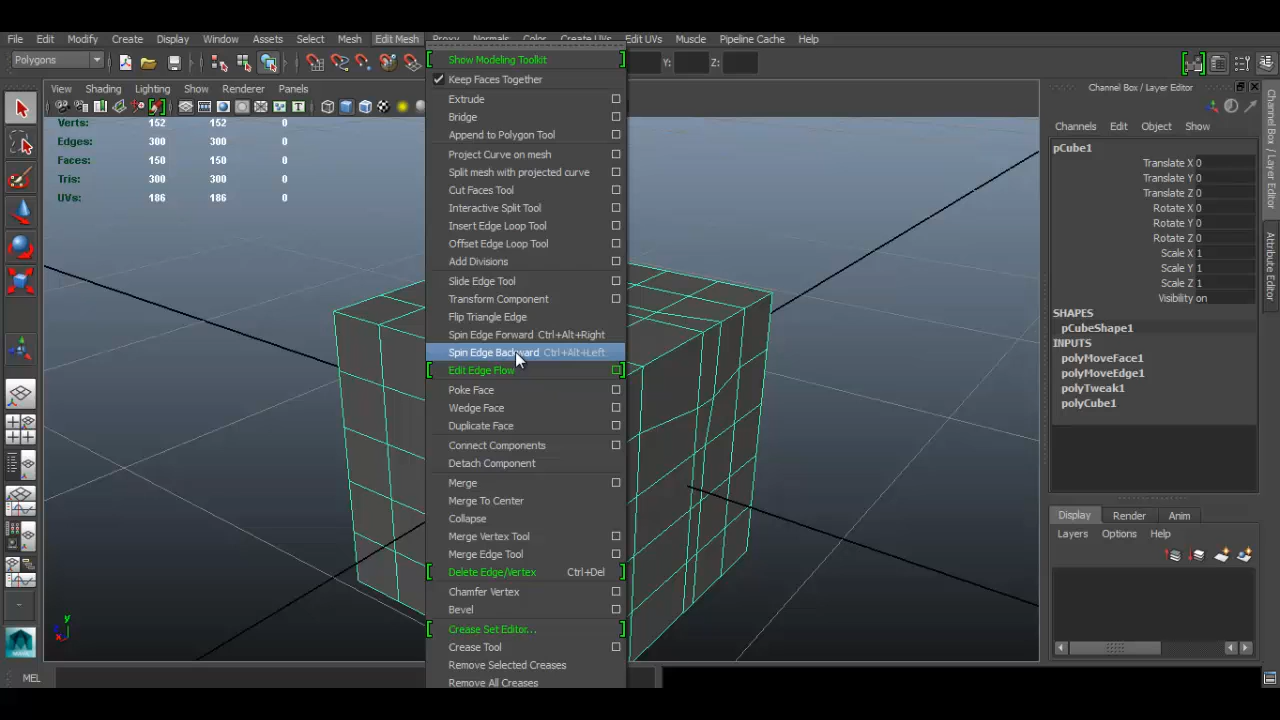 File Edit Modify Create Display Window Assets Select Mesh Edit Mesh Proxy Normals Color Create UVs Edit UVs Muscle Pipeline Cache Help
Polygons
Y:
Z:
View Shading Lighting Show Renderer Panels
Verts: 152 152 0
Edges: 300 300 0
Faces: 150 150 0
Tris: 300 300 0
UVs: 186 186 0
y
x
Show Modeling Toolkit
Keep Faces Together
Extrude
Bridge
Append to Polygon Tool
Project Curve on mesh
Split mesh with projected curve
Cut Faces Tool
Interactive Split Tool
Insert Edge Loop Tool
Offset Edge Loop Tool
Add Divisions
Slide Edge Tool
Transform Component
Flip Triangle Edge
Spin Edge Forward Ctrl+Alt+Right
Spin Edge Backward Ctrl+Alt+Left
Edit Edge Flow
Poke Face
Wedge Face
Duplicate Face
Connect Components
Detach Component
Merge
Merge To Center
Collapse
Merge Vertex Tool
Merge Edge Tool
Delete Edge/Vertex Ctrl+Del
Chamfer Vertex
Bevel
Crease Set Editor...
Crease Tool
Remove Selected Creases
Remove All Creases
Channel Box / Layer Editor
Channels Edit Object Show
pCube1
Translate X 0
Translate Y 0
Translate Z 0
Rotate X 0
Rotate Y 0
Rotate Z 0
Scale X 1
Scale Y 1
Scale Z 1
Visibility on
SHAPES
pCubeShape1
INPUTS
polyMoveFace1
polyMoveEdge1
polyTweak1
polyCube1
Display Render Anim
Layers Options Help
Channel Box / Layer Editor
Attribute Editor
MEL